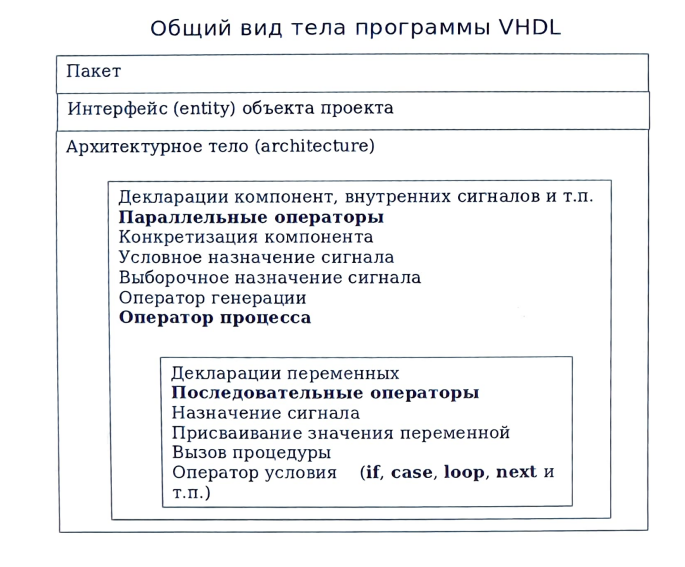 Общий вид тела программы VHDL
Пакет
Интерфейс (entity) объекта проекта
Архитектурное тело (architecture)
Декларации компонент, внутренних сигналов и т.п.
Параллельные операторы
Конкретизация компонента
Условное назначение сигнала
Выборочное назначение сигнала
Оператор генерации
Оператор процесса
Декларации переменных
Последовательные операторы
Назначение сигнала
Присваивание значения переменной
Вызов процедуры
Оператор условия (if, case, loop, next и
т.п.)